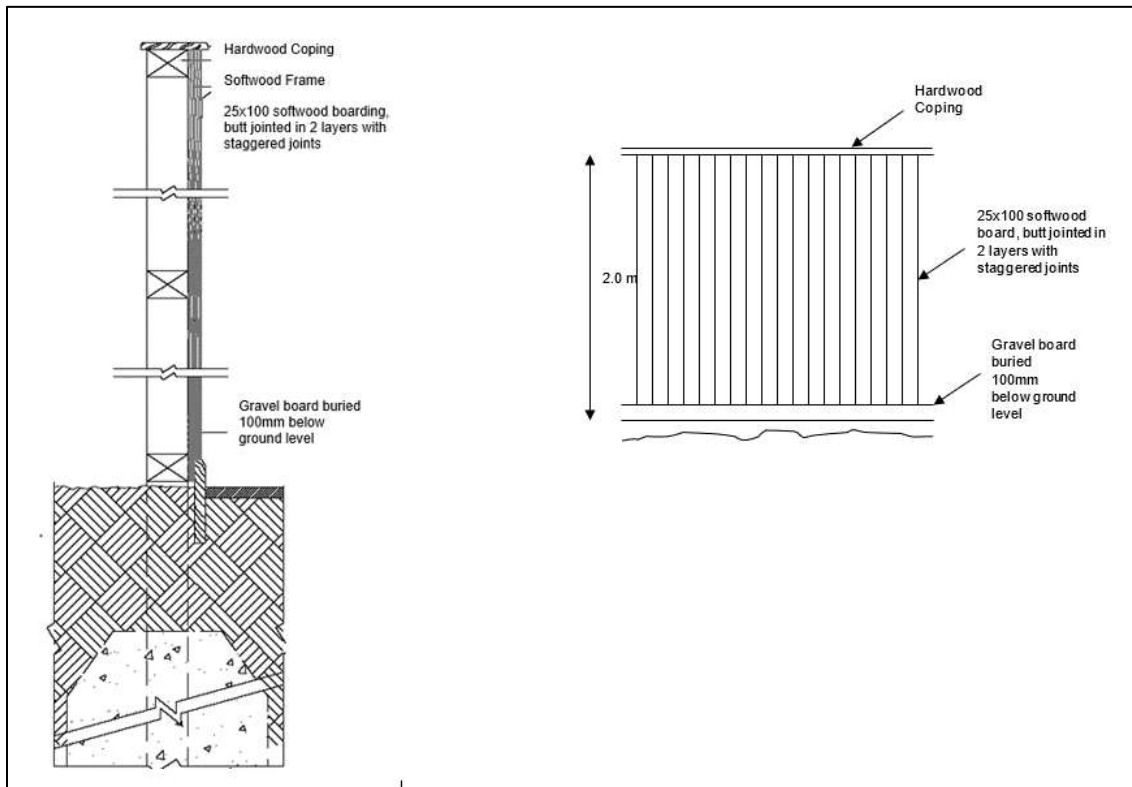 Hardwood Coping
Softwood Frame
25x100 softwood boarding,
butt jointed in 2 layers with
staggered joints
Gravel board buried
100mm below
ground level
Hardwood
Coping
2.0 m
25x100 softwood
board, butt jointed in
2 layers with
staggered joints
Gravel board
buried
100mm
below ground
level